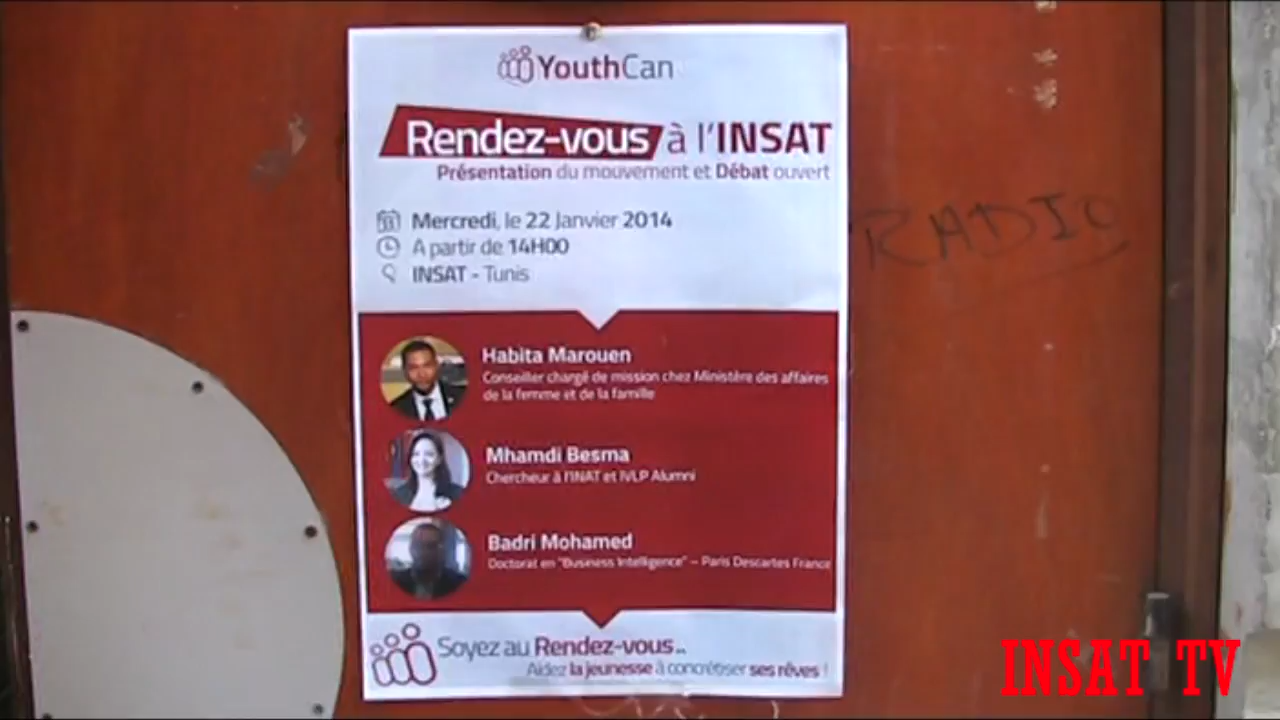 YouthCan
Rendez-vous à l'INSAT
Présentation du mouvement et Débat ouvert
Mercredi, le 22 Janvier 2014
A partir de 14H00
INSAT - Tunis
RADIO
Habita Marouen
Conseiller chargé de mission chez Ministère des affaires
de la femme et de la famille
Mhamdi Besma
Chercheur à l'INAT et IVLP Alumni
Badri Mohamed
Doctorat en "Business Intelligence" – Paris Descartes France
Soyez au Rendez-vous..
Aidez la jeunesse à concrétiser ses rêves !
INSAT TV